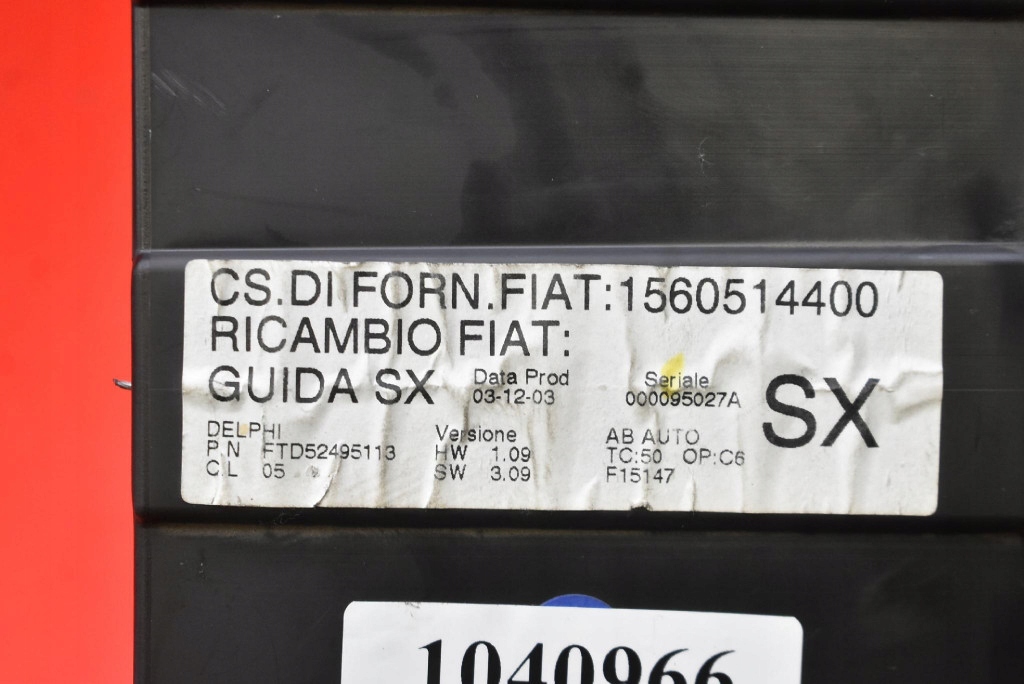 CS.DI FORN.FIAT:1560514400
RICAMBIO FIAT:
GUIDA SX Data Prod 03-12-03 Seriale 000095027A SX
DELPHI
P.N FTD52495113
C.L 05
Versione
HW 1.09
SW 3.09
AB AUTO
TC:50 OP:C6
F15147
1040966